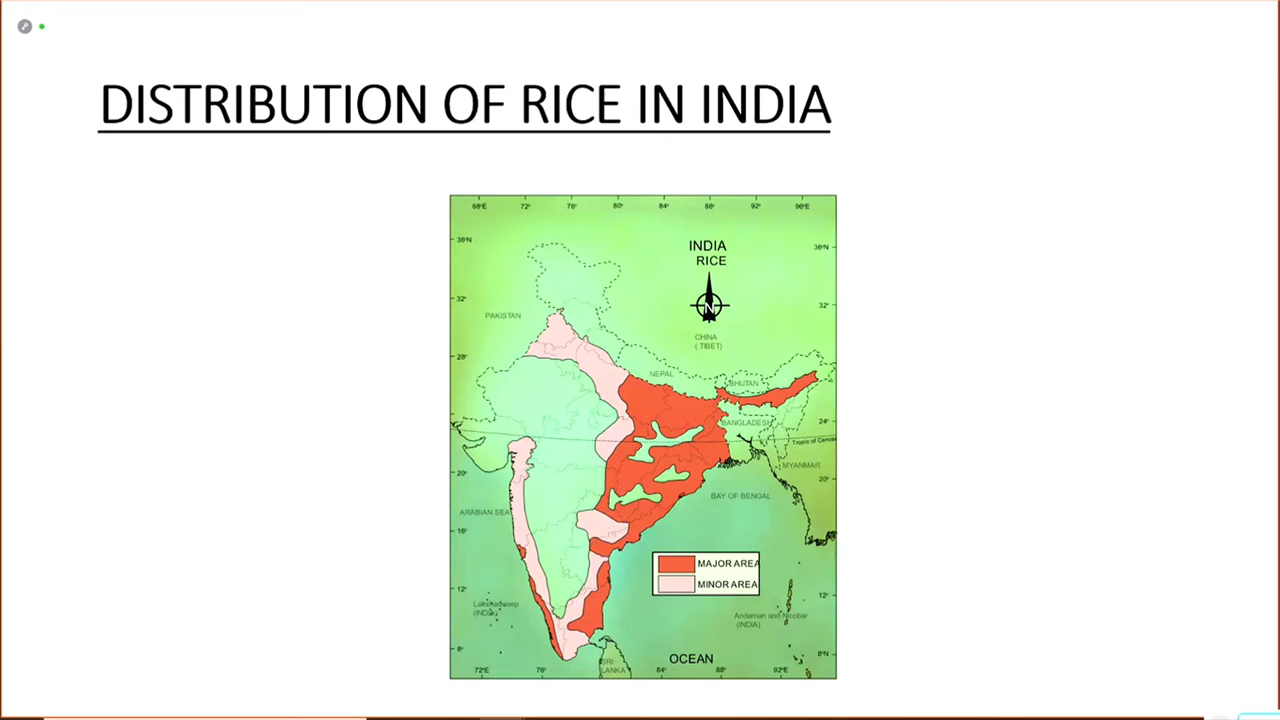 DISTRIBUTION OF RICE IN INDIA
68°E 72° 76° 80° 84° 88° 92° 96°E
36°N 36°N
INDIA
RICE
32° 32°
N
PAKISTAN
CHINA
( TIBET)
28° 28°
NEPAL
BHUTAN
BANGLADESH
24°
Tropic of Cancer
MYANMAR
20° 20°
BAY OF BENGAL
ARABIAN SEA
16°
MAJOR AREA
MINOR AREA
12° 12°
Lakshadweep
(INDIA)
Andaman and Nicobar
(INDIA)
8° 8°N
OCEAN
SRI
LANKA
72°E 76° 84° 88° 92°E